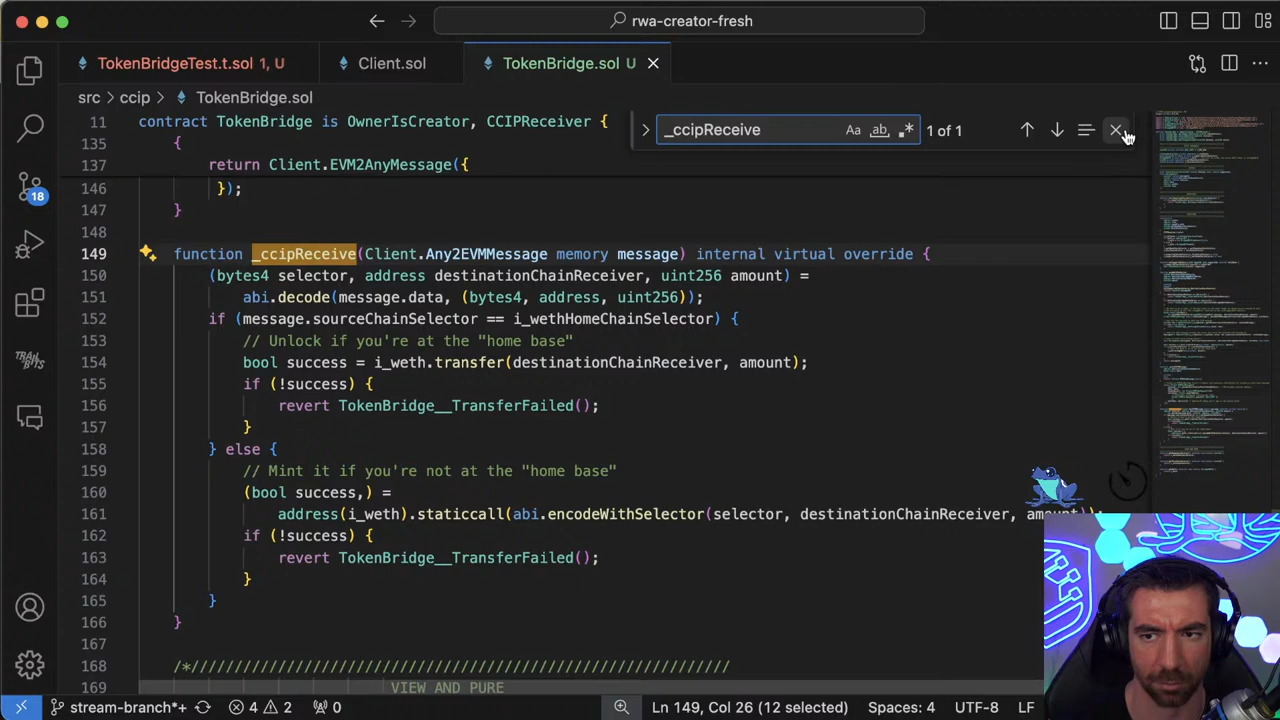 rwa-creator-fresh
TokenBridgeTest.t.sol 1, U
Client.sol
TokenBridge.sol U
src > ccip > TokenBridge.sol
_ccipReceive
Aa
ab
1 of 1
11 contract TokenBridge is OwnerIsCreator, CCIPReceiver {
135 {
137 return Client.EVM2AnyMessage({
146 });
147 }
148
149 function _ccipReceive(Client.Any2EVMMessage memory message) internal virtual override {
150 (bytes4 selector, address destinationChainReceiver, uint256 amount) =
151 abi.decode(message.data, (bytes4, address, uint256));
152 if (message.sourceChainSelector == i_yethHomeChainSelector) {
153 // Unlock if you're at the "home base"
154 bool success = i_yeth.transfer(destinationChainReceiver, amount);
155 if (!success) {
156 revert TokenBridge__TransferFailed();
157 }
158 } else {
159 // Mint it if you're not at the "home base"
160 (bool success,) =
161 address(i_yeth).staticcall(abi.encodeWithSelector(selector, destinationChainReceiver, amount));
162 if (!success) {
163 revert TokenBridge__TransferFailed();
164 }
165 }
166 }
167
168 /*////////////////////////////////////////////////////////////////
169 VIEW AND PURE
18
stream-branch*+
4
2
0
Ln 149, Col 26 (12 selected)
Spaces: 4
UTF-8
LF